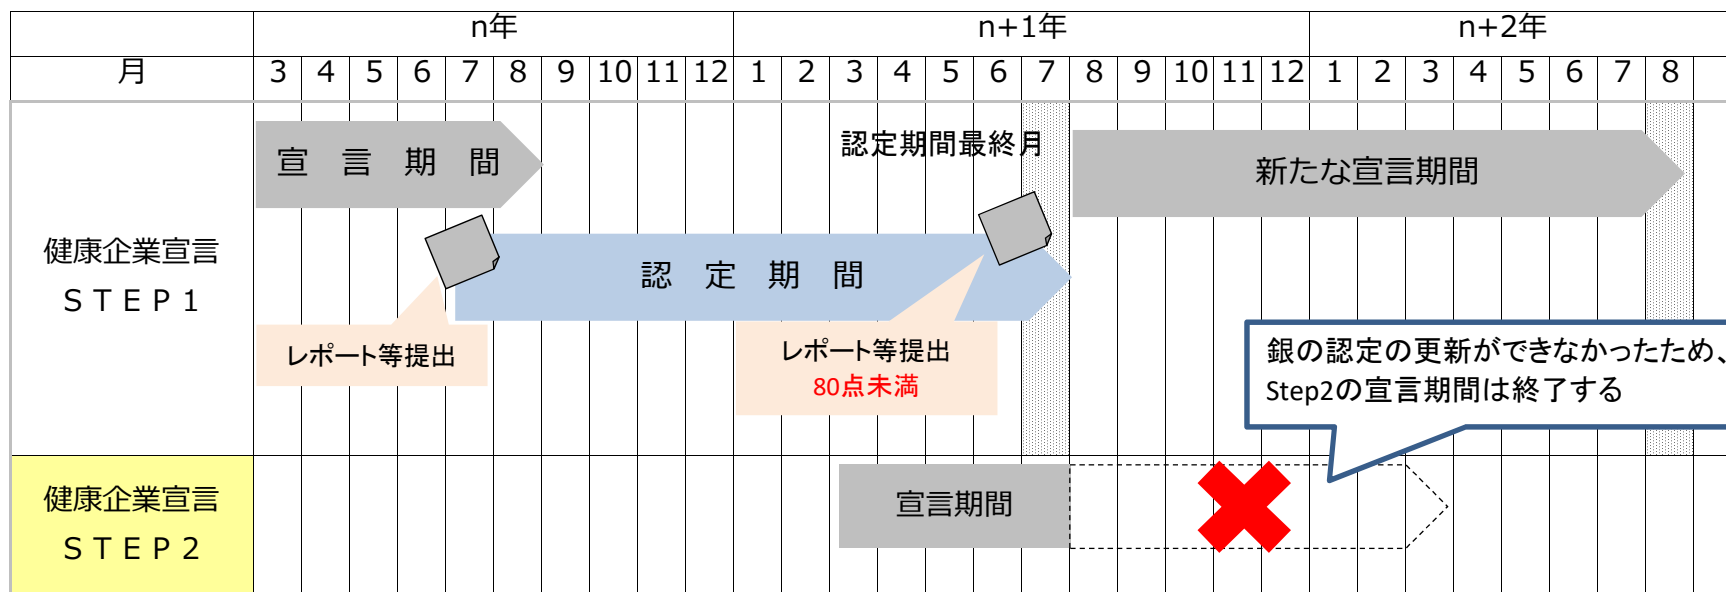 n年 n+1年 n+2年
月 3 4 5 6 7 8 9 10 11 12 1 2 3 4 5 6 7 8 9 10 11 12 1 2 3 4 5 6 7 8
宣言期間
認定期間最終月
新たな宣言期間
健康企業宣言
ＳＴＥＰ１
認定期間
レポート等提出
レポート等提出
80点未満
銀の認定の更新ができなかったため、
Step2の宣言期間は終了する
健康企業宣言
ＳＴＥＰ２
宣言期間